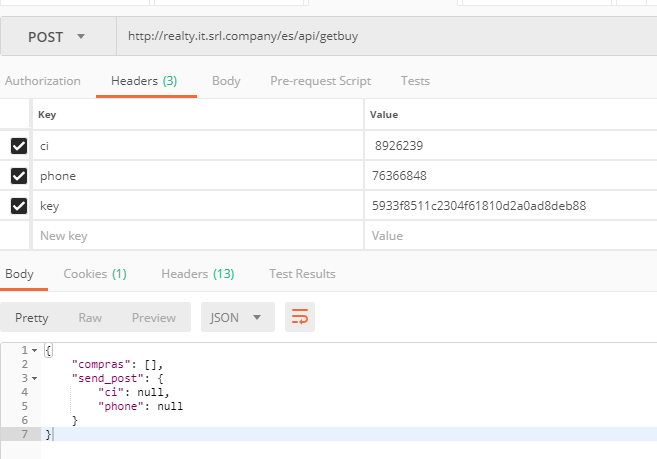 POST http://realty.it.srl.company/es/api/getbuy
Authorization Headers (3) Body Pre-request Script Tests
Key Value
ci 8926239
phone 76366848
key 5933f8511c2304f61810d2a0ad8deb88
New key Value
Body Cookies (1) Headers (13) Test Results
Pretty Raw Preview JSON
1 {
2 "compras": [],
3 "send_post": {
4 "ci": null,
5 "phone": null
6 }
7 }